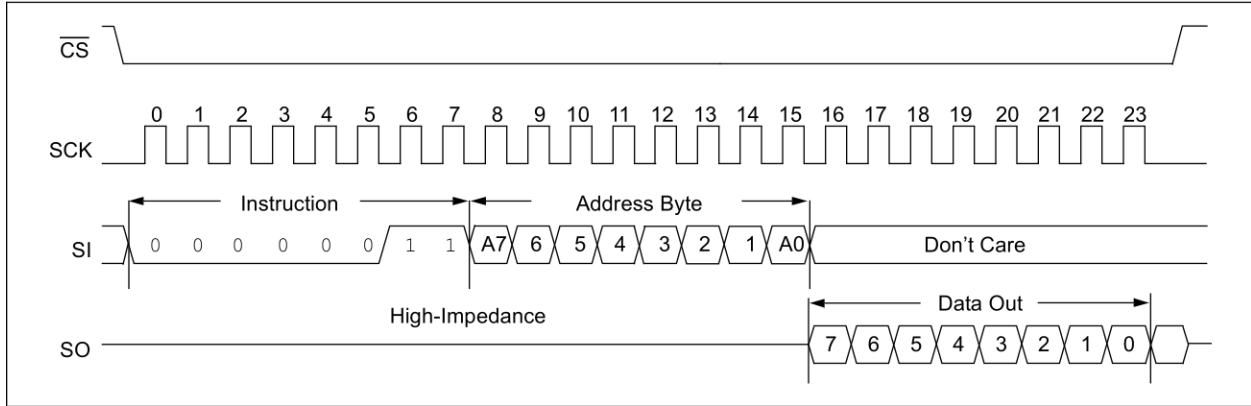 CS
0 1 2 3 4 5 6 7 8 9 10 11 12 13 14 15 16 17 18 19 20 21 22 23
SCK
Instruction Address Byte
SI 0 0 0 0 0 0 1 1 A7 6 5 4 3 2 1 A0 Don't Care
High-Impedance Data Out
SO 7 6 5 4 3 2 1 0